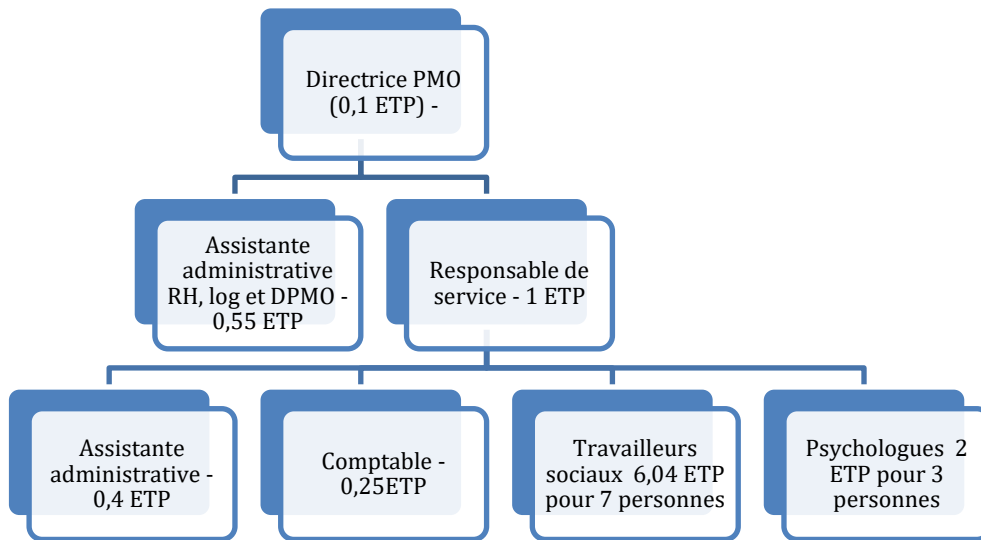 Directrice PMO
(0,1 ETP) -
Assistante
administrative
RH, log et DPMO -
0,55 ETP
Responsable de
service - 1 ETP
Assistante
administrative -
0,4 ETP
Comptable -
0,25ETP
Travailleurs
sociaux 6,04 ETP
pour 7 personnes
Psychologues 2
ETP pour 3
personnes